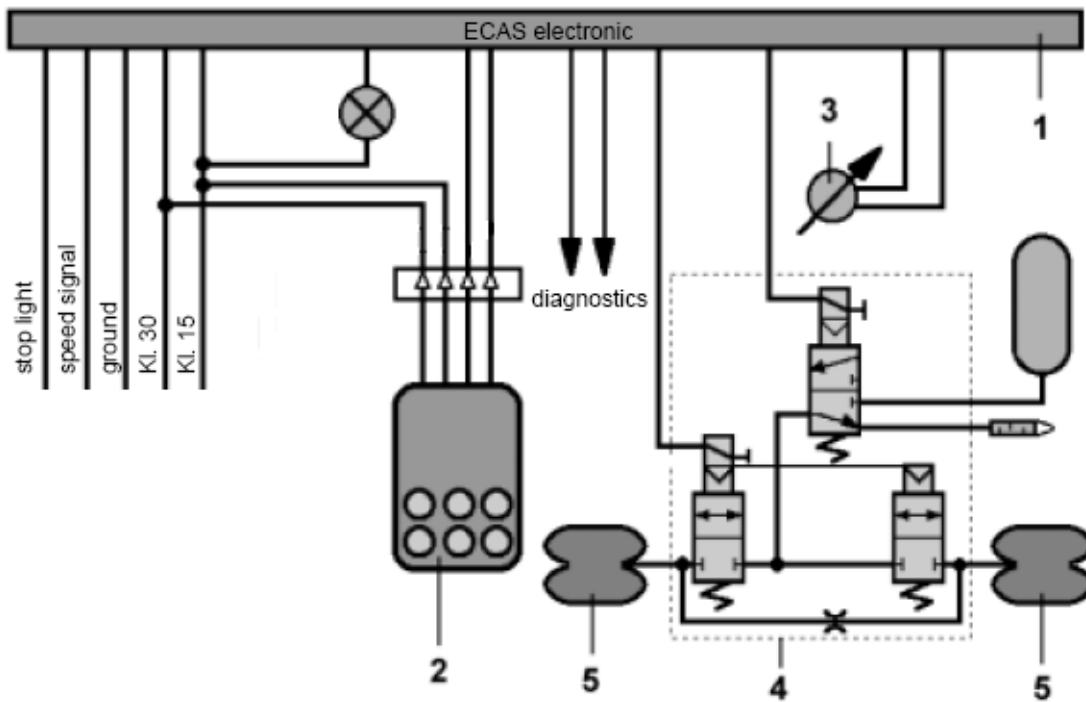 ECAS electronic
3
1
stop light
speed signal
ground
Kl. 30
Kl. 15
diagnostics
2
5
4
5